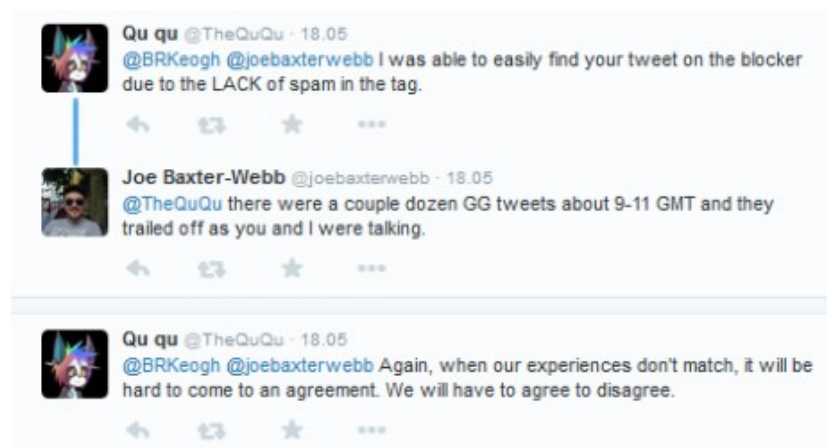 Qu qu @TheQuQu · 18.05
@BRKeogh @joebaxterwebb I was able to easily find your tweet on the blocker
due to the LACK of spam in the tag.
Joe Baxter-Webb @joebaxterwebb · 18.05
@TheQuQu there were a couple dozen GG tweets about 9-11 GMT and they
trailed off as you and I were talking.
Qu qu @TheQuQu · 18.05
@BRKeogh @joebaxterwebb Again, when our experiences don't match, it will be
hard to come to an agreement. We will have to agree to disagree.